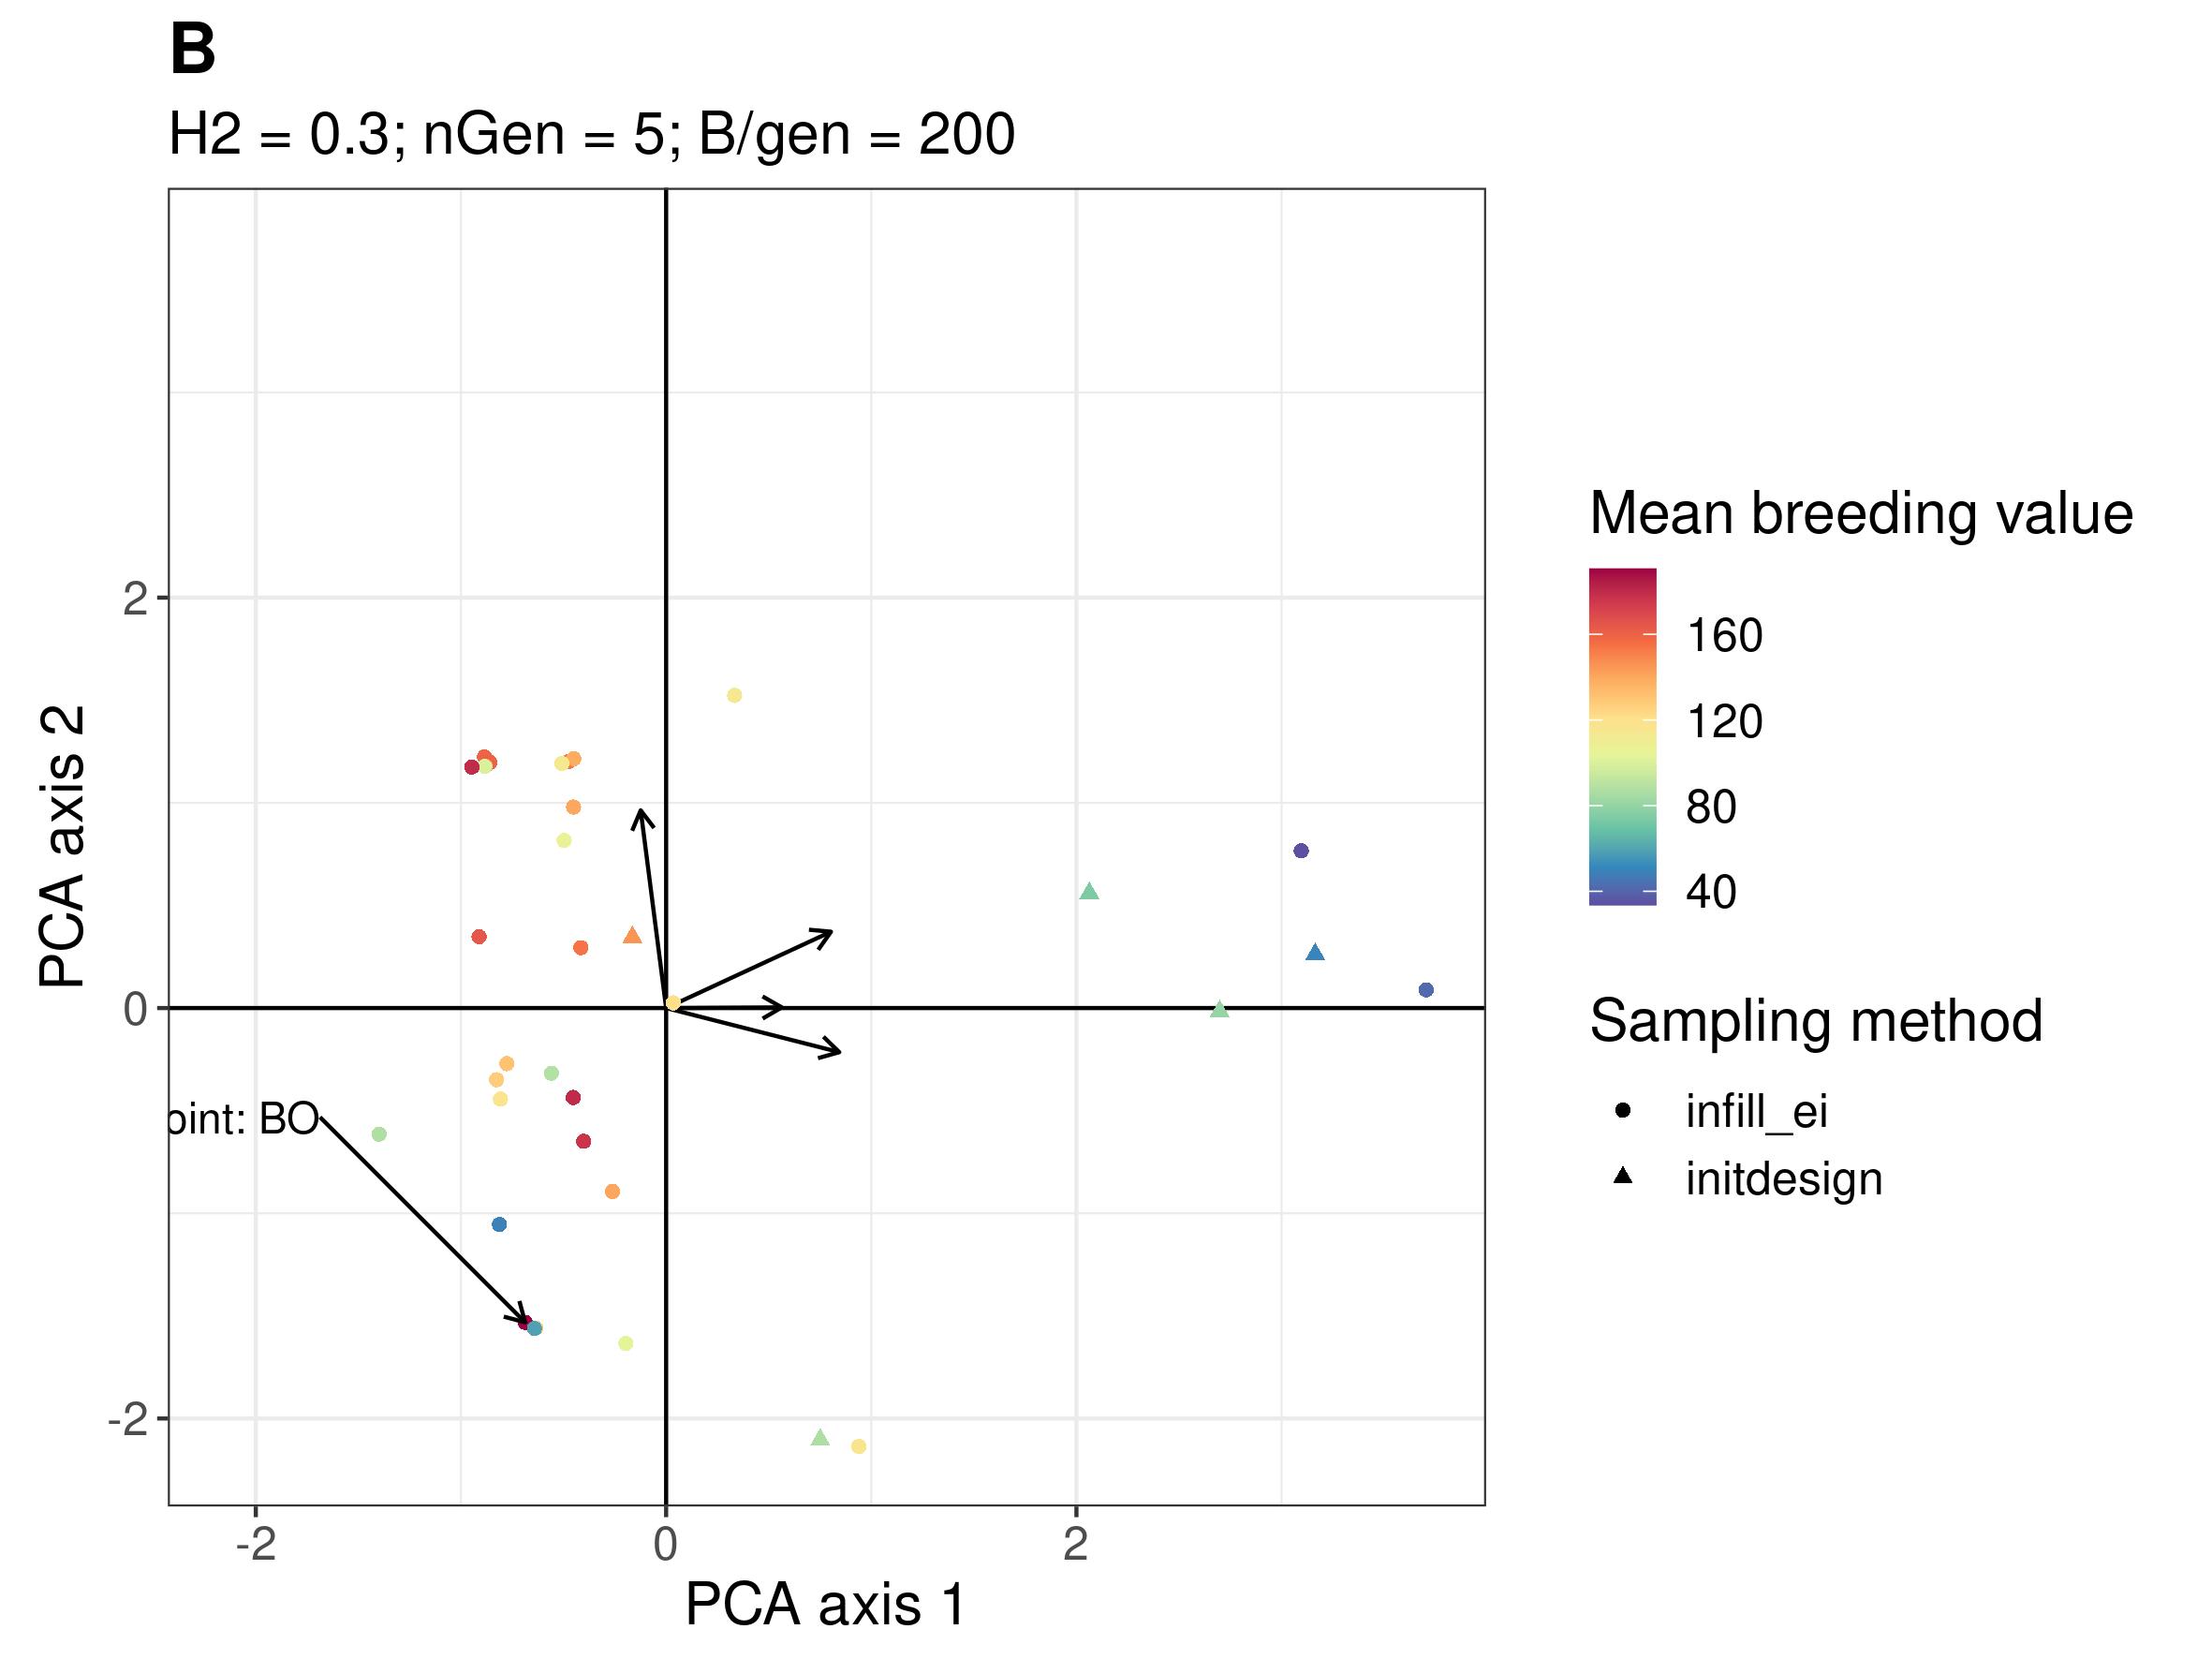 B
H2 = 0.3; nGen = 5; B/gen = 200
PCA axis 2
2
0
-2
oint: BO
-2
0
2
PCA axis 1
Mean breeding value
160
120
80
40
Sampling method
infill_ei
initdesign